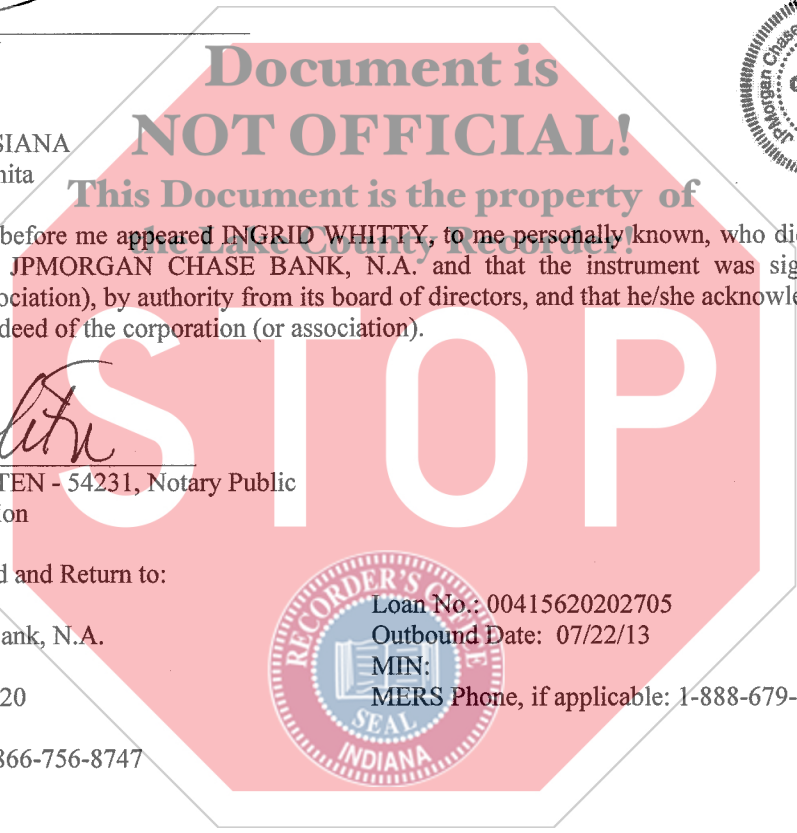 Document is
NOT OFFICIAL!
This Document is the property of
the Lake County Recorder!
JPMorgan Chase
SIANA
nita
before me appeared INGRID WHITTY, to me personally known, who di
JPMORGAN CHASE BANK, N.A. and that the instrument was sig
ociation), by authority from its board of directors, and that he/she acknowle
deed of the corporation (or association).
STOP
TEN - 54231, Notary Public
ion
d and Return to:
Loan No.: 00415620202705
ank, N.A.
Outbound Date: 07/22/13
MIN:
20
MERS Phone, if applicable: 1-888-679-
866-756-8747
RECORDER'S OFFICE
SEAL
INDIANA